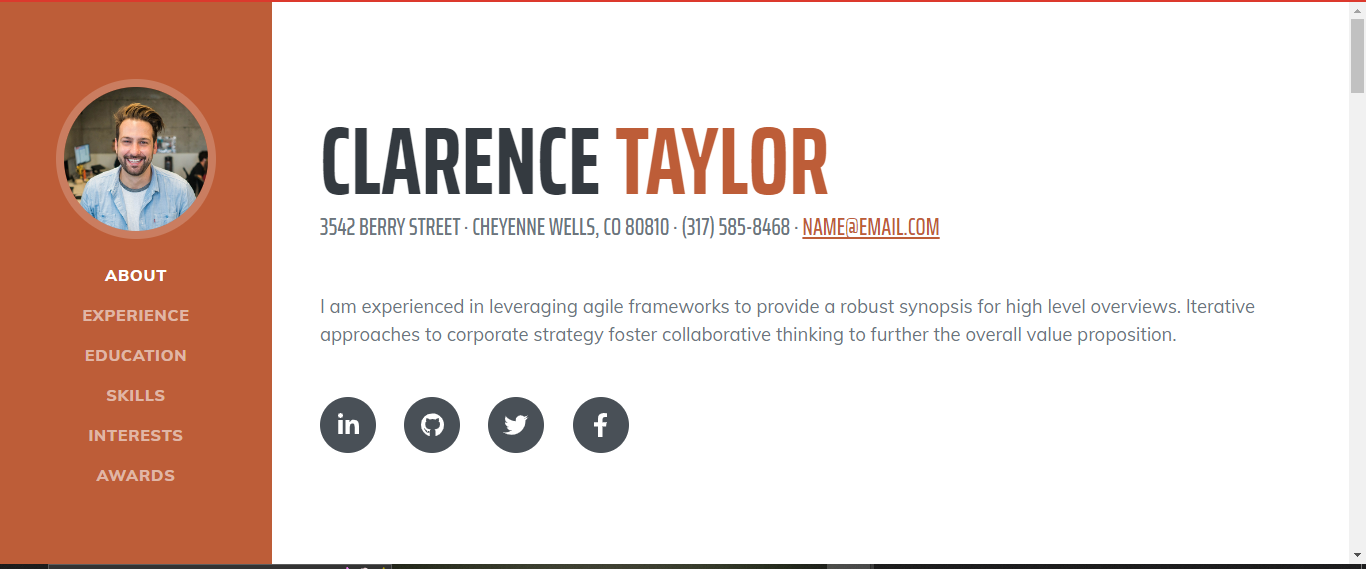 CLARENCE TAYLOR
3542 BERRY STREET · CHEYENNE WELLS, CO 80810 · (317) 585-8468 · NAME@EMAIL.COM
I am experienced in leveraging agile frameworks to provide a robust synopsis for high level overviews. Iterative
approaches to corporate strategy foster collaborative thinking to further the overall value proposition.
in
ABOUT
EXPERIENCE
EDUCATION
SKILLS
INTERESTS
AWARDS